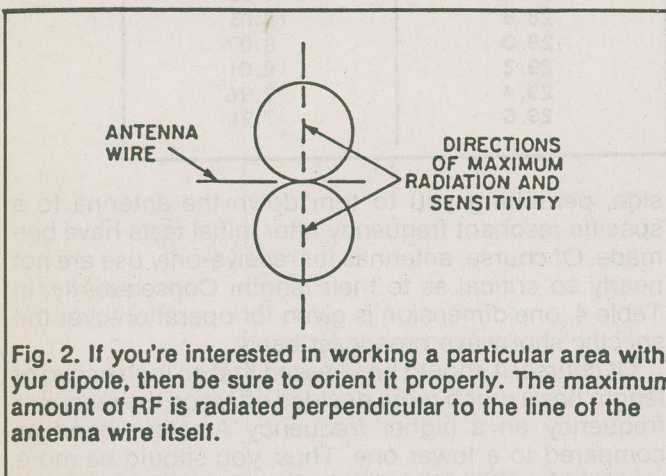 ANTENNA
WIRE
DIRECTIONS
OF MAXIMUM
RADIATION AND
SENSITIVITY
Fig. 2. If you're interested in working a particular area with
yur dipole, then be sure to orient it properly. The maximum
amount of RF is radiated perpendicular to the line of the
antenna wire itself.